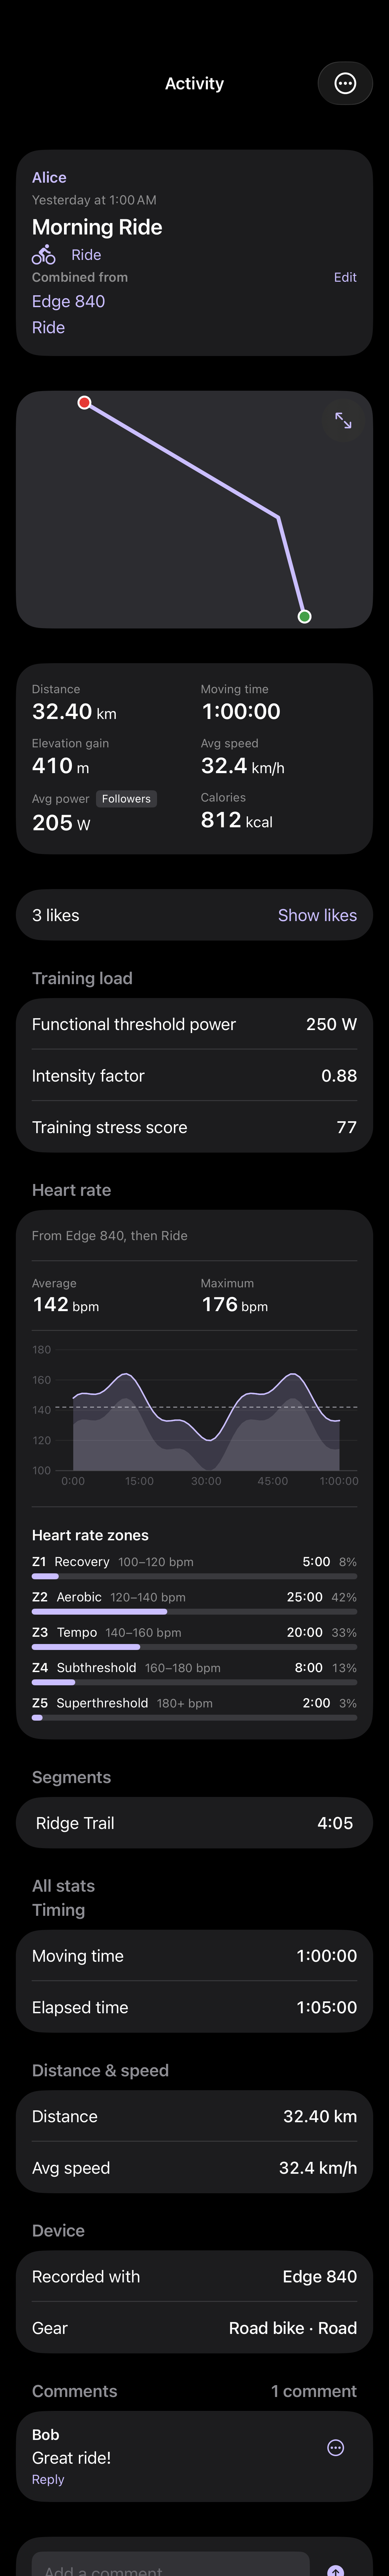 Activity
Alice
Yesterday at 1:00 AM
Morning Ride
Ride
Combined from
Edit
Edge 840
Ride
Distance
Moving time
32.40 km
1:00:00
Elevation gain
Avg speed
410 m
32.4 km/h
Avg power Followers
Calories
205 W
812 kcal
3 likes
Show likes
Training load
Functional threshold power 250 W
Intensity factor 0.88
Training stress score 77
Heart rate
From Edge 840, then Ride
Average
Maximum
142 bpm
176 bpm
180
160
140
120
100
0:00 15:00 30:00 45:00 1:00:00
Heart rate zones
Z1 Recovery 100–120 bpm 5:00 8%
Z2 Aerobic 120–140 bpm 25:00 42%
Z3 Tempo 140–160 bpm 20:00 33%
Z4 Subthreshold 160–180 bpm 8:00 13%
Z5 Superthreshold 180+ bpm 2:00 3%
Segments
Ridge Trail 4:05
All stats
Timing
Moving time 1:00:00
Elapsed time 1:05:00
Distance & speed
Distance 32.40 km
Avg speed 32.4 km/h
Device
Recorded with Edge 840
Gear Road bike · Road
Comments 1 comment
Bob
Great ride!
Reply
Add a comment